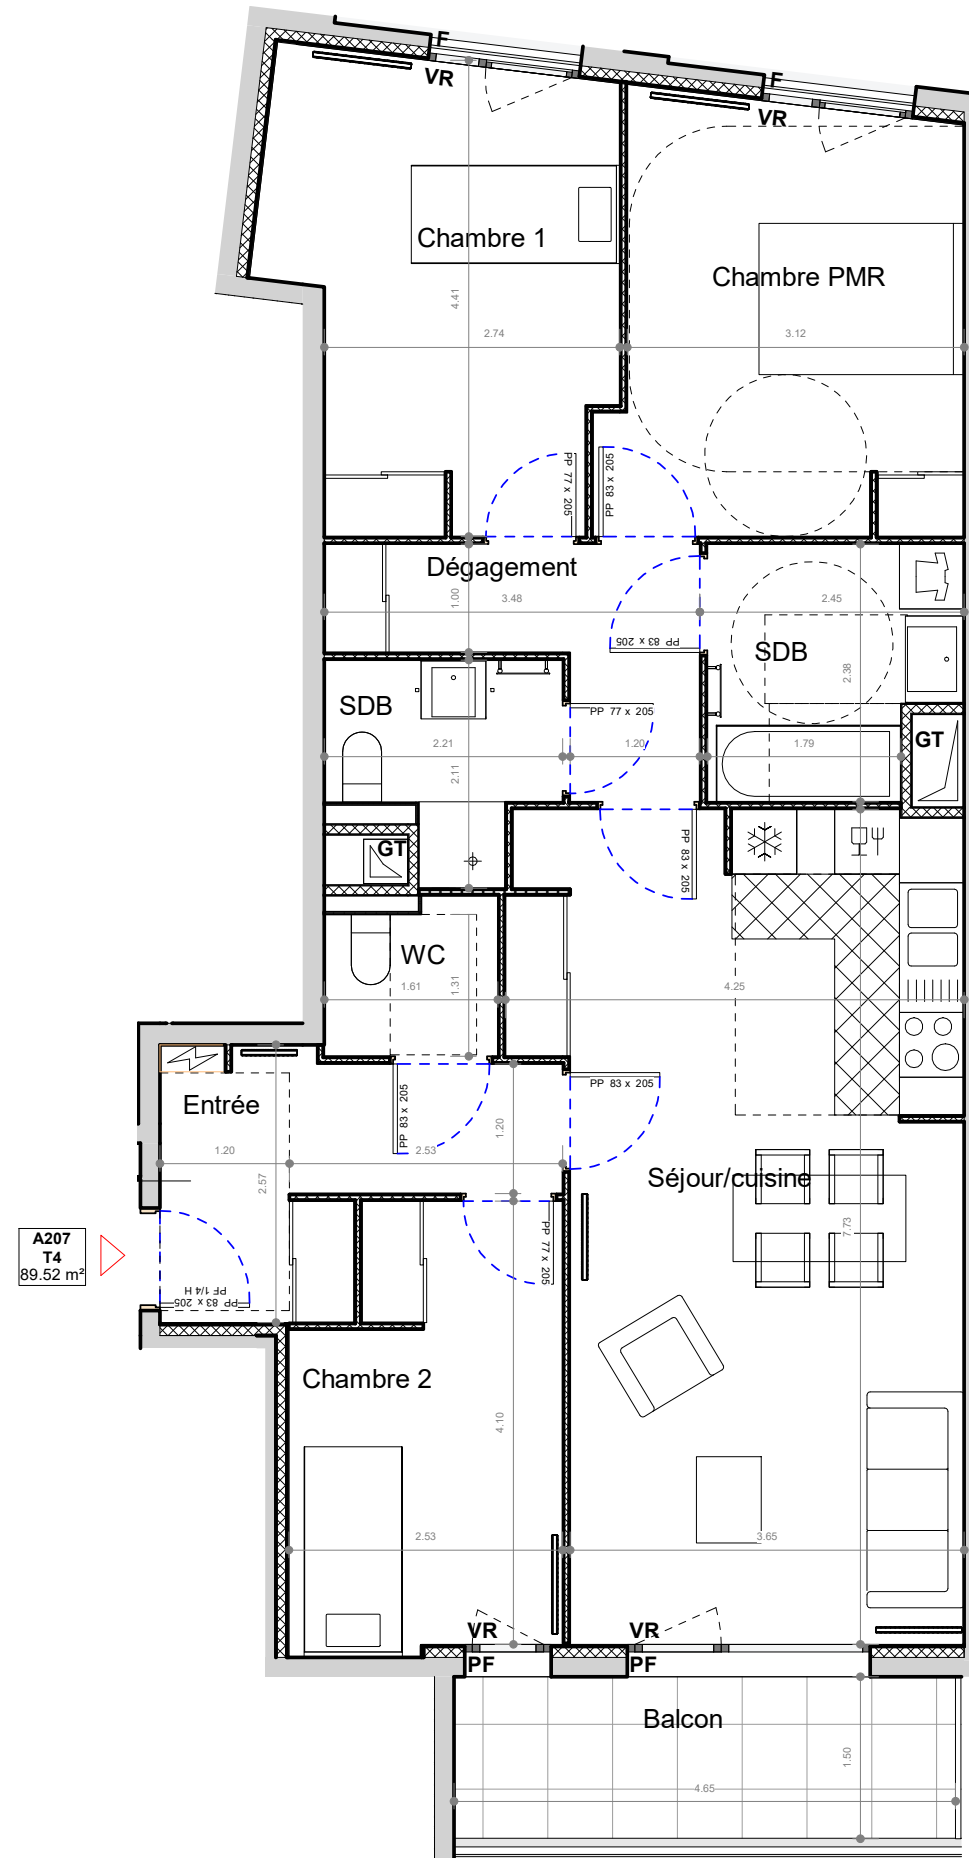 F
VR
F
VR
Chambre 1
Chambre PMR
4.41
2.74
3.12
PP 77 x 205
PP 83 x 205
Dégagement
1.00
3.48
2.45
PP 83 x 205
SDB
2.38
SDB
PP 77 x 205
2.21
2.11
1.20
1.79
GT
GT
PP 83 x 205
WC
1.61
1.31
4.25
Entrée
PP 83 x 205
PP 83 x 205
1.20
2.53
1.20
2.57
Séjour/cuisine
7.73
A207
T4
89.52 m²
PP 83 x 205
PF 1/4 H
PP 77 x 205
Chambre 2
4.10
2.53
3.65
VR
PF
VR
PF
Balcon
1.50
4.65